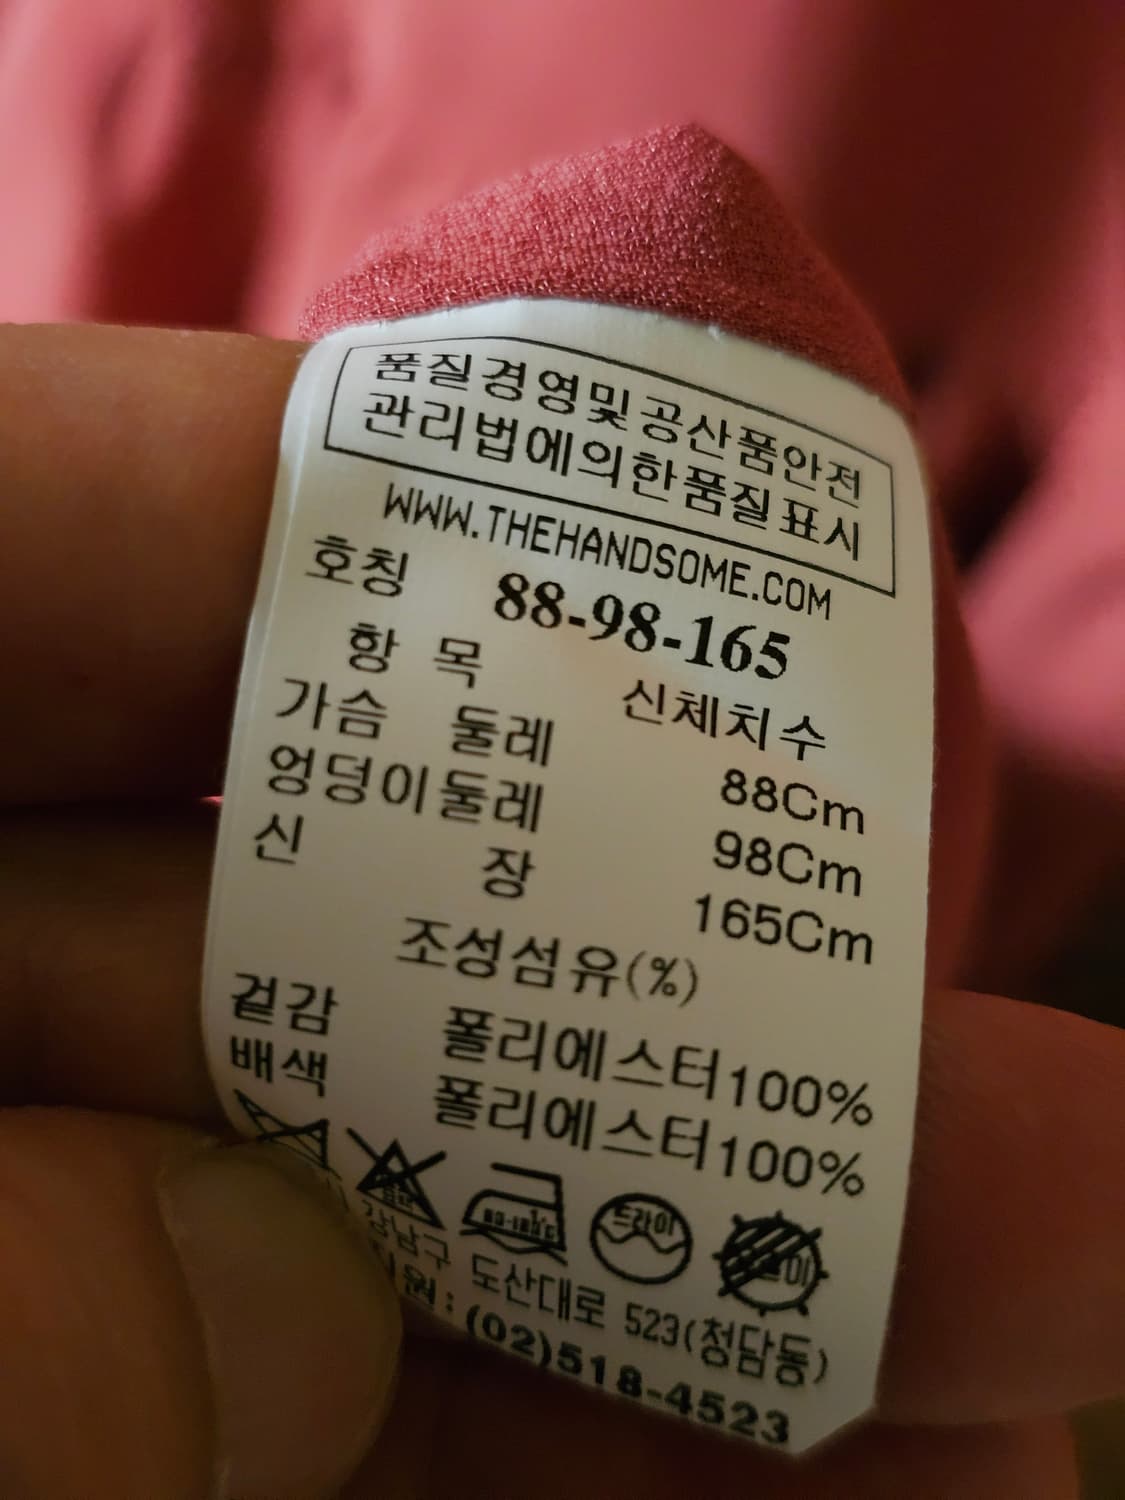 품질경영및공산품안전
관리법에의한품질표시
WWW.THEHANDSOME.COM
호칭 88-98-165
항 목 신체치수
가슴 둘레 88Cm
엉덩이둘레 98Cm
신 장 165Cm
조성섬유(%)
겉감 폴리에스터100%
배색 폴리에스터100%
드라이
강남구 도산대로 523(청담동)
원: (02)518-4523